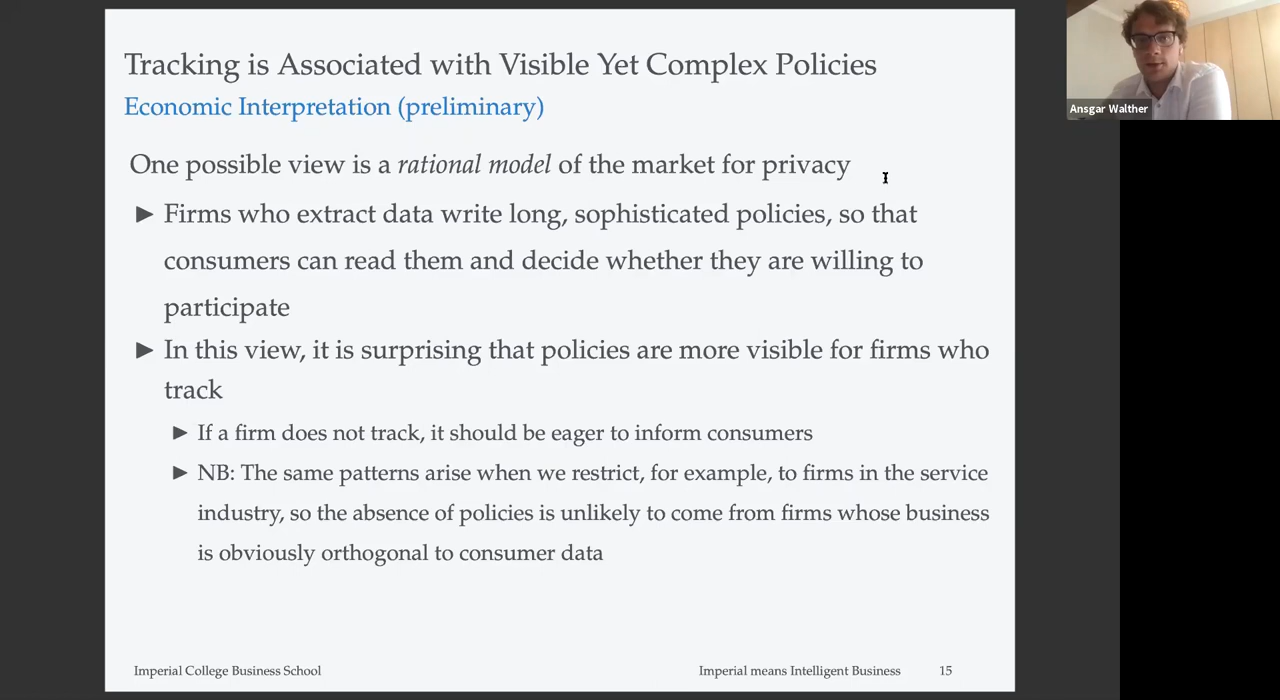 Tracking is Associated with Visible Yet Complex Policies
Economic Interpretation (preliminary)
One possible view is a rational model of the market for privacy
▶ Firms who extract data write long, sophisticated policies, so that
consumers can read them and decide whether they are willing to
participate
▶ In this view, it is surprising that policies are more visible for firms who
track
▶ If a firm does not track, it should be eager to inform consumers
▶ NB: The same patterns arise when we restrict, for example, to firms in the service
industry, so the absence of policies is unlikely to come from firms whose business
is obviously orthogonal to consumer data
Imperial College Business School
Imperial means Intelligent Business
15
Ansgar Walther